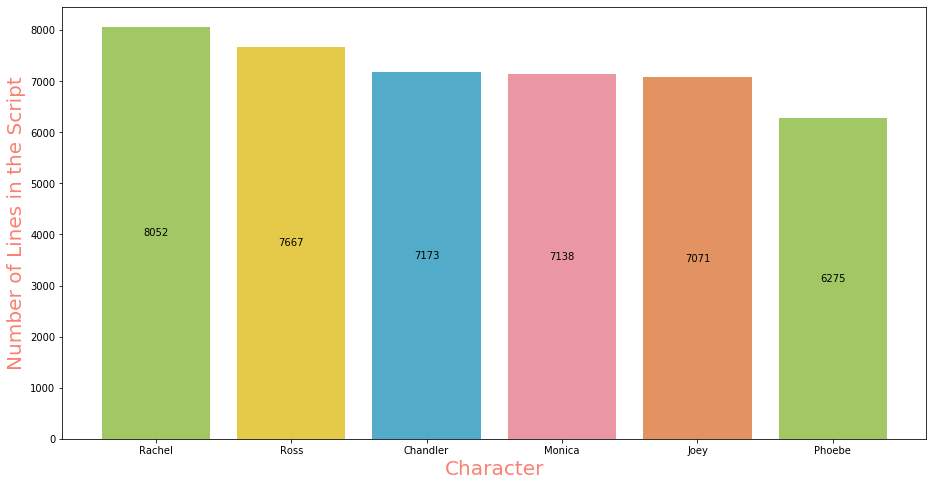 Number of Lines in the Script
8000
7000
6000
5000
4000
3000
2000
1000
0
8052
7667
7173
7138
7071
6275
Rachel
Ross
Chandler
Monica
Joey
Phoebe
Character